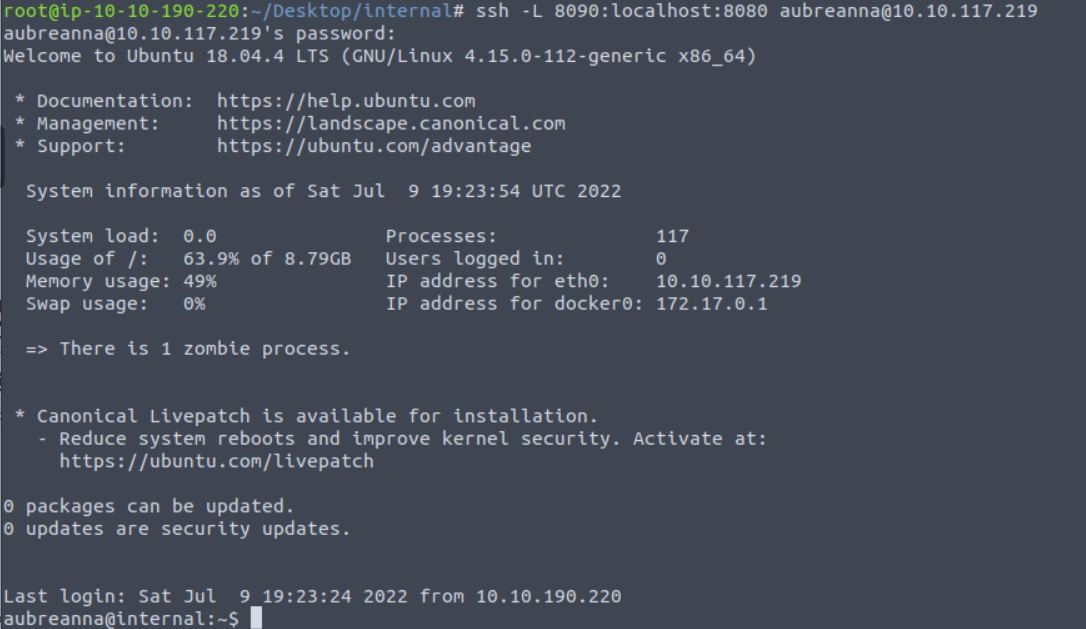 root@ip-10-10-190-220:~/Desktop/internal# ssh -L 8090:localhost:8080 aubreanna@10.10.117.219
aubreanna@10.10.117.219's password:
Welcome to Ubuntu 18.04.4 LTS (GNU/Linux 4.15.0-112-generic x86_64)

 * Documentation:  https://help.ubuntu.com
 * Management:     https://landscape.canonical.com
 * Support:        https://ubuntu.com/advantage

  System information as of Sat Jul  9 19:23:54 UTC 2022

  System load:  0.0               Processes:              117
  Usage of /:   63.9% of 8.79GB   Users logged in:        0
  Memory usage: 49%               IP address for eth0:    10.10.117.219
  Swap usage:   0%                IP address for docker0: 172.17.0.1

  => There is 1 zombie process.

 * Canonical Livepatch is available for installation.
   - Reduce system reboots and improve kernel security. Activate at:
     https://ubuntu.com/livepatch

0 packages can be updated.
0 updates are security updates.

Last login: Sat Jul  9 19:23:24 2022 from 10.10.190.220
aubreanna@internal:~$